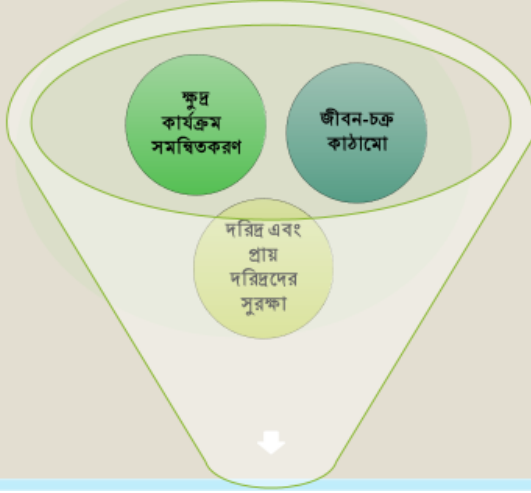 ক্ষুদ্র
কার্যক্রম
সমন্বিতকরণ
জীবন-চক্র
কাঠামো
দরিদ্র এবং
প্রায়
দরিদ্রদের
সুরক্ষা